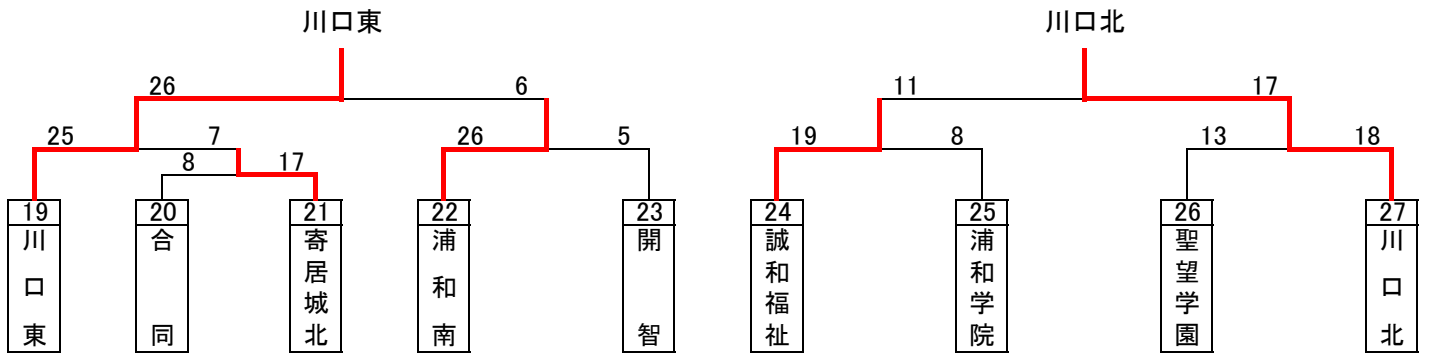 川口東 川口北
26 6 11 17
25 7 26 5 19 8 13 18
8 17
19 20 21 22 23 24 25 26 27
川口東
合同
寄居城北
浦和南
開智
誠和福祉
浦和学院
聖望学園
川口北